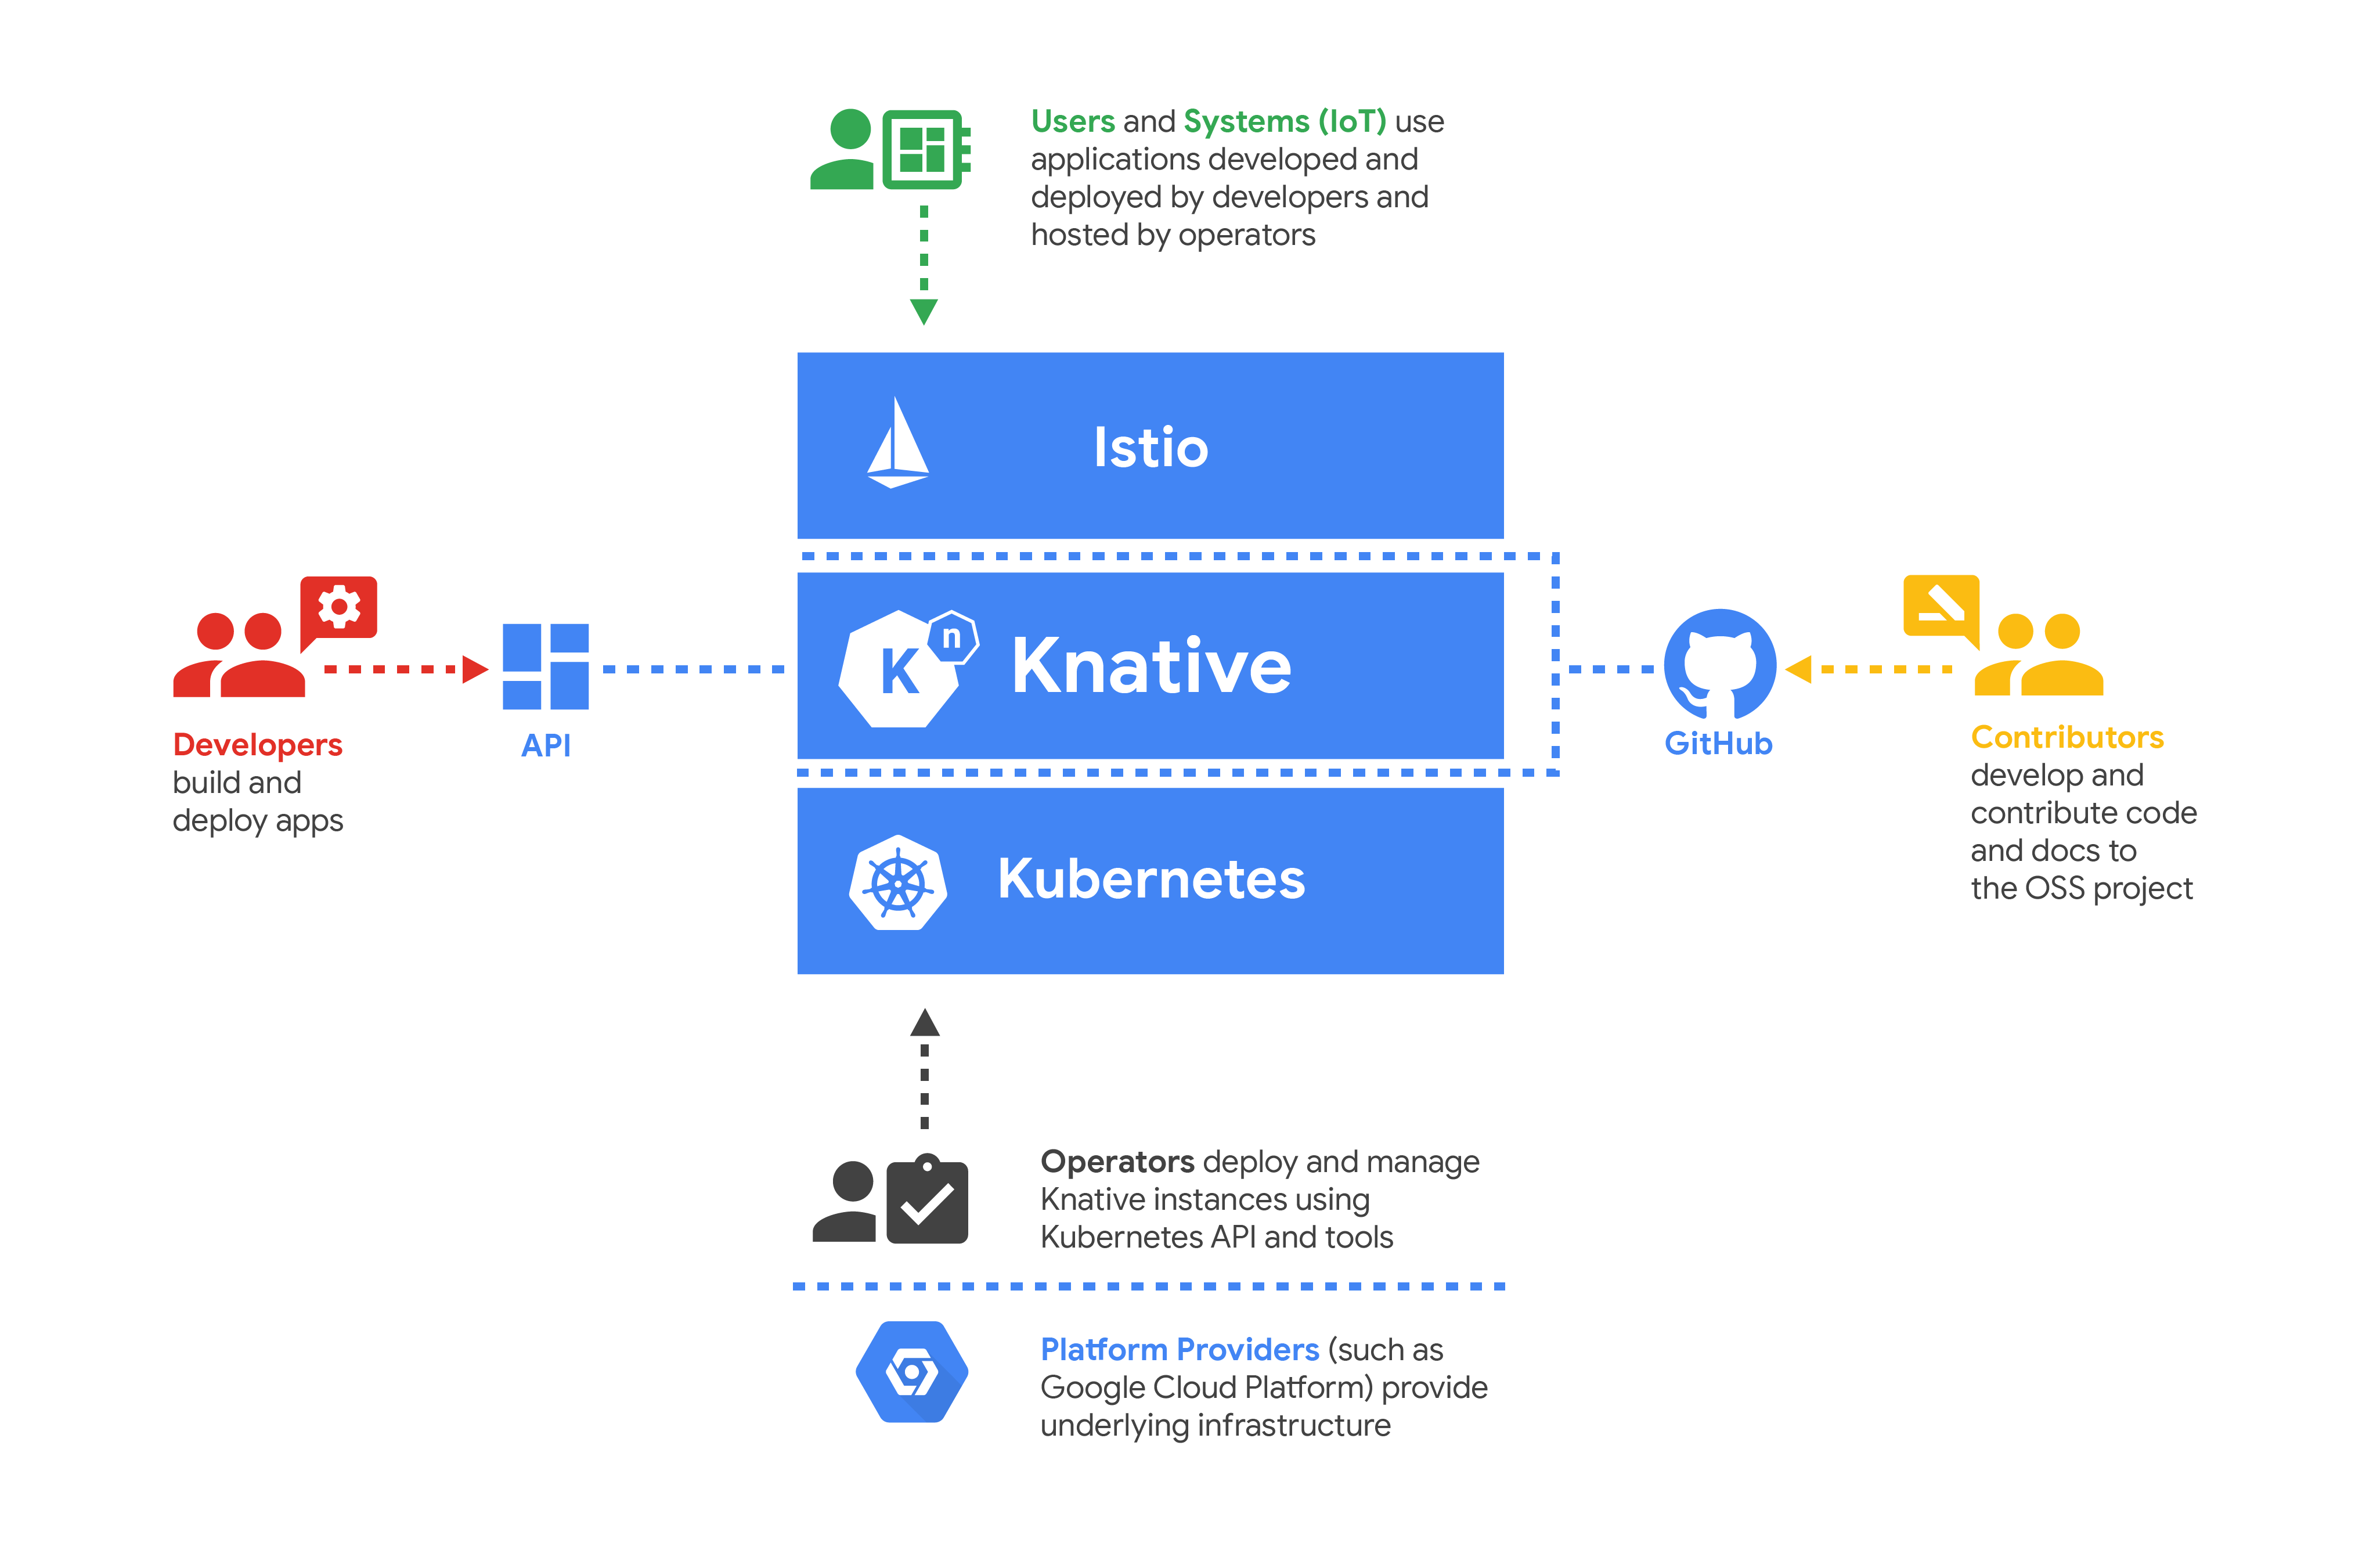 Users and Systems (IoT) use
applications developed and
deployed by developers and
hosted by operators
Istio
K
n
Knative
Developers
build and
deploy apps
API
GitHub
Contributors
develop and
contribute code
and docs to
the OSS project
Kubernetes
Operators deploy and manage
Knative instances using
Kubernetes API and tools
Platform Providers (such as
Google Cloud Platform) provide
underlying infrastructure